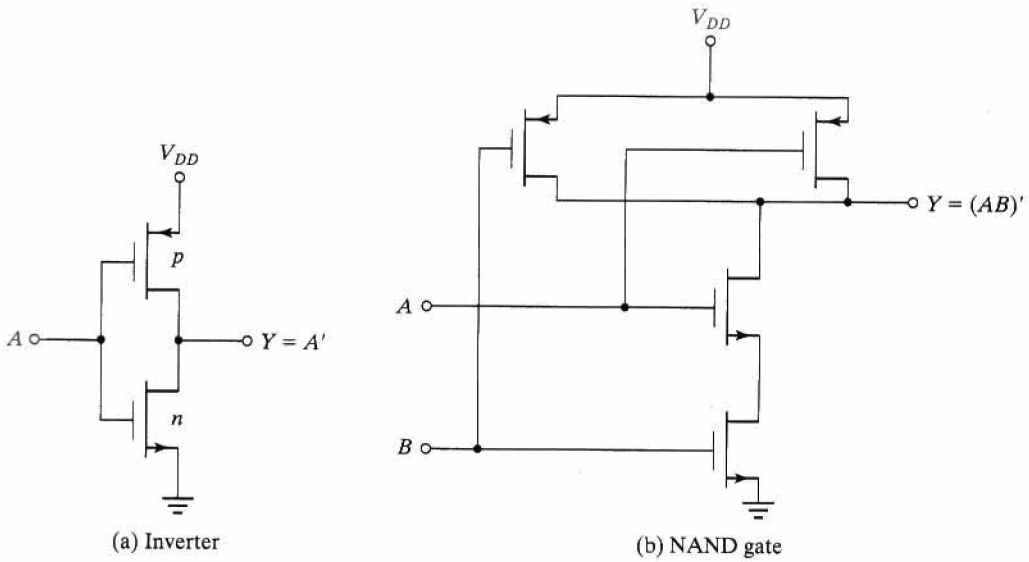 V_DD
p
A
Y = A'
n
(a) Inverter
V_DD
Y = (AB)'
A
B
(b) NAND gate